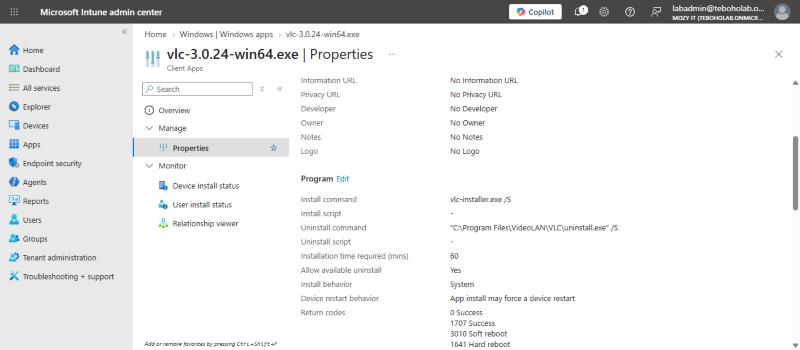 Microsoft Intune admin center
Copilot
1
labadmin@teboholab.o...
MOZY IT (TEBOHOLAB.ONMICR...
Home
Dashboard
All services
Explorer
Devices
Apps
Endpoint security
Agents
Reports
Users
Groups
Tenant administration
Troubleshooting + support
Home > Windows | Windows apps > vlc-3.0.24-win64.exe
vlc-3.0.24-win64.exe | Properties ...
Client Apps
Search
Overview
Manage
Properties
Monitor
Device install status
User install status
Relationship viewer
Add or remove favorites by pressing Ctrl+Shift+F
Information URL No Information URL
Privacy URL No Privacy URL
Developer No Developer
Owner No Owner
Notes No Notes
Logo No Logo
Program Edit
Install command vlc-installer.exe /S
Install script -
Uninstall command "C:\Program Files\VideoLAN\VLC\uninstall.exe" /S
Uninstall script -
Installation time required (mins) 60
Allow available uninstall Yes
Install behavior System
Device restart behavior App install may force a device restart
Return codes 0 Success
1707 Success
3010 Soft reboot
1641 Hard reboot